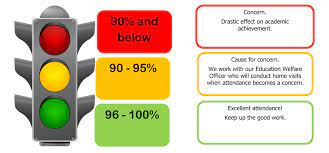 90% and
below
Concern.
Drastic effect on academic
achievement.
90 - 95%
Cause for concern.
We work with our Education Welfare
Officer who will conduct home visits
when attendance becomes a concern.
96 - 100%
Excellent attendance!
Keep up the good work.